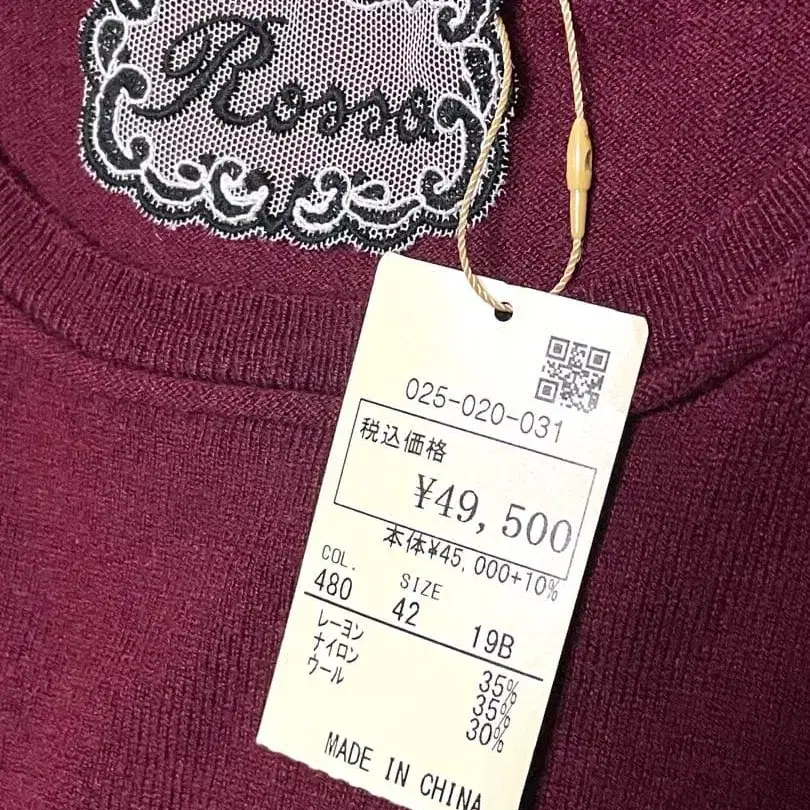 Rossa
025-020-031
税込価格
¥49,500
本体¥45,000+10%
COL. SIZE
480 42 19B
レーヨン 35%
ナイロン 35%
ウール 30%
MADE IN CHINA